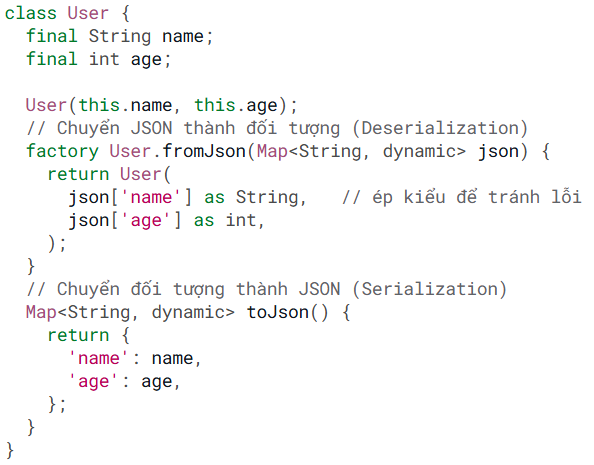 class User {
  final String name;
  final int age;

  User(this.name, this.age);
  // Chuyển JSON thành đối tượng (Deserialization)
  factory User.fromJson(Map<String, dynamic> json) {
    return User(
      json['name'] as String,   // ép kiểu để tránh lỗi
      json['age'] as int,
    );
  }
  // Chuyển đối tượng thành JSON (Serialization)
  Map<String, dynamic> toJson() {
    return {
      'name': name,
      'age': age,
    };
  }
}